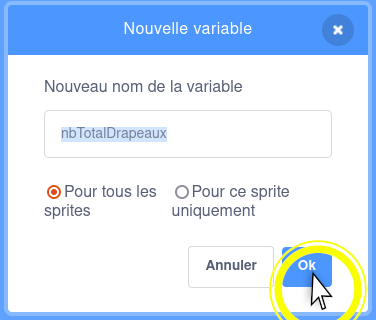 Nouvelle variable
Nouveau nom de la variable
nbTotalDrapeaux
Pour tous les sprites
Pour ce sprite uniquement
Annuler
Ok